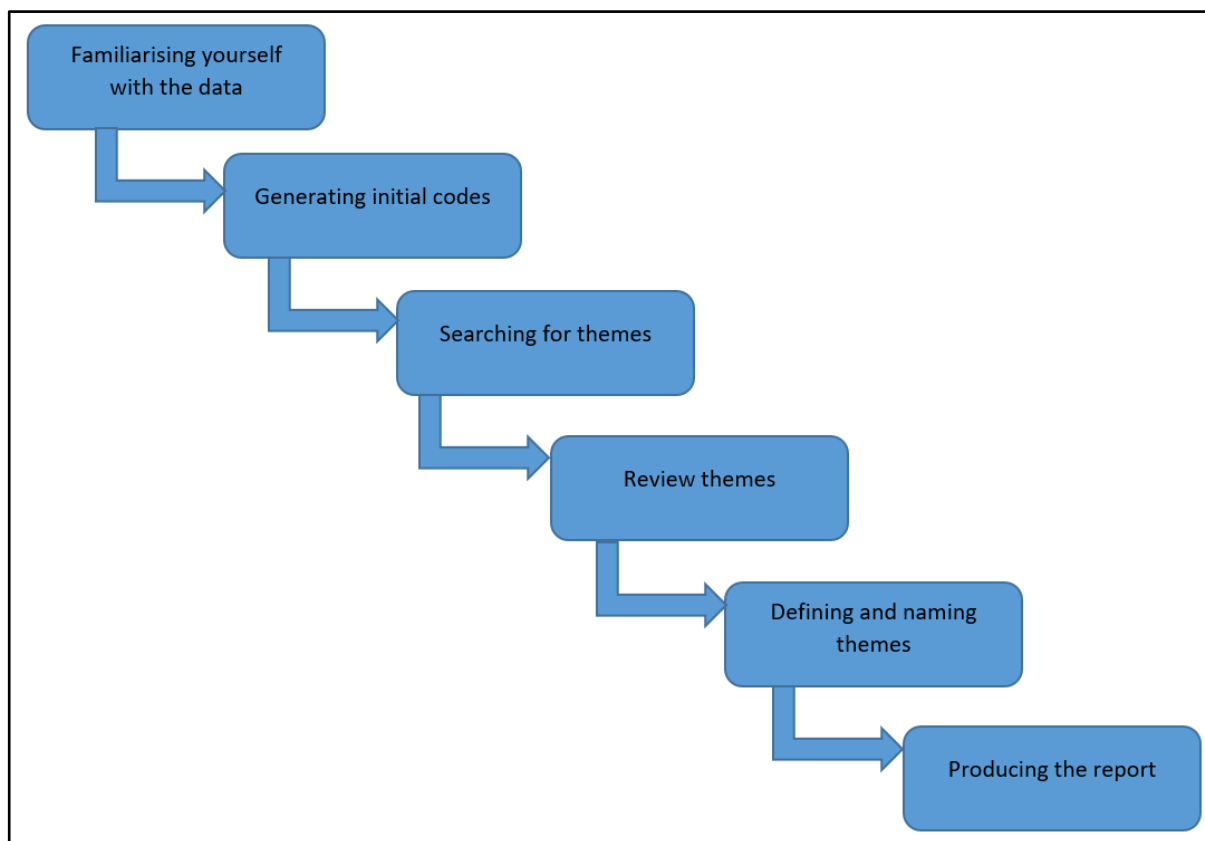 Familiarising yourself
with the data
Generating initial codes
Searching for themes
Review themes
Defining and naming
themes
Producing the report